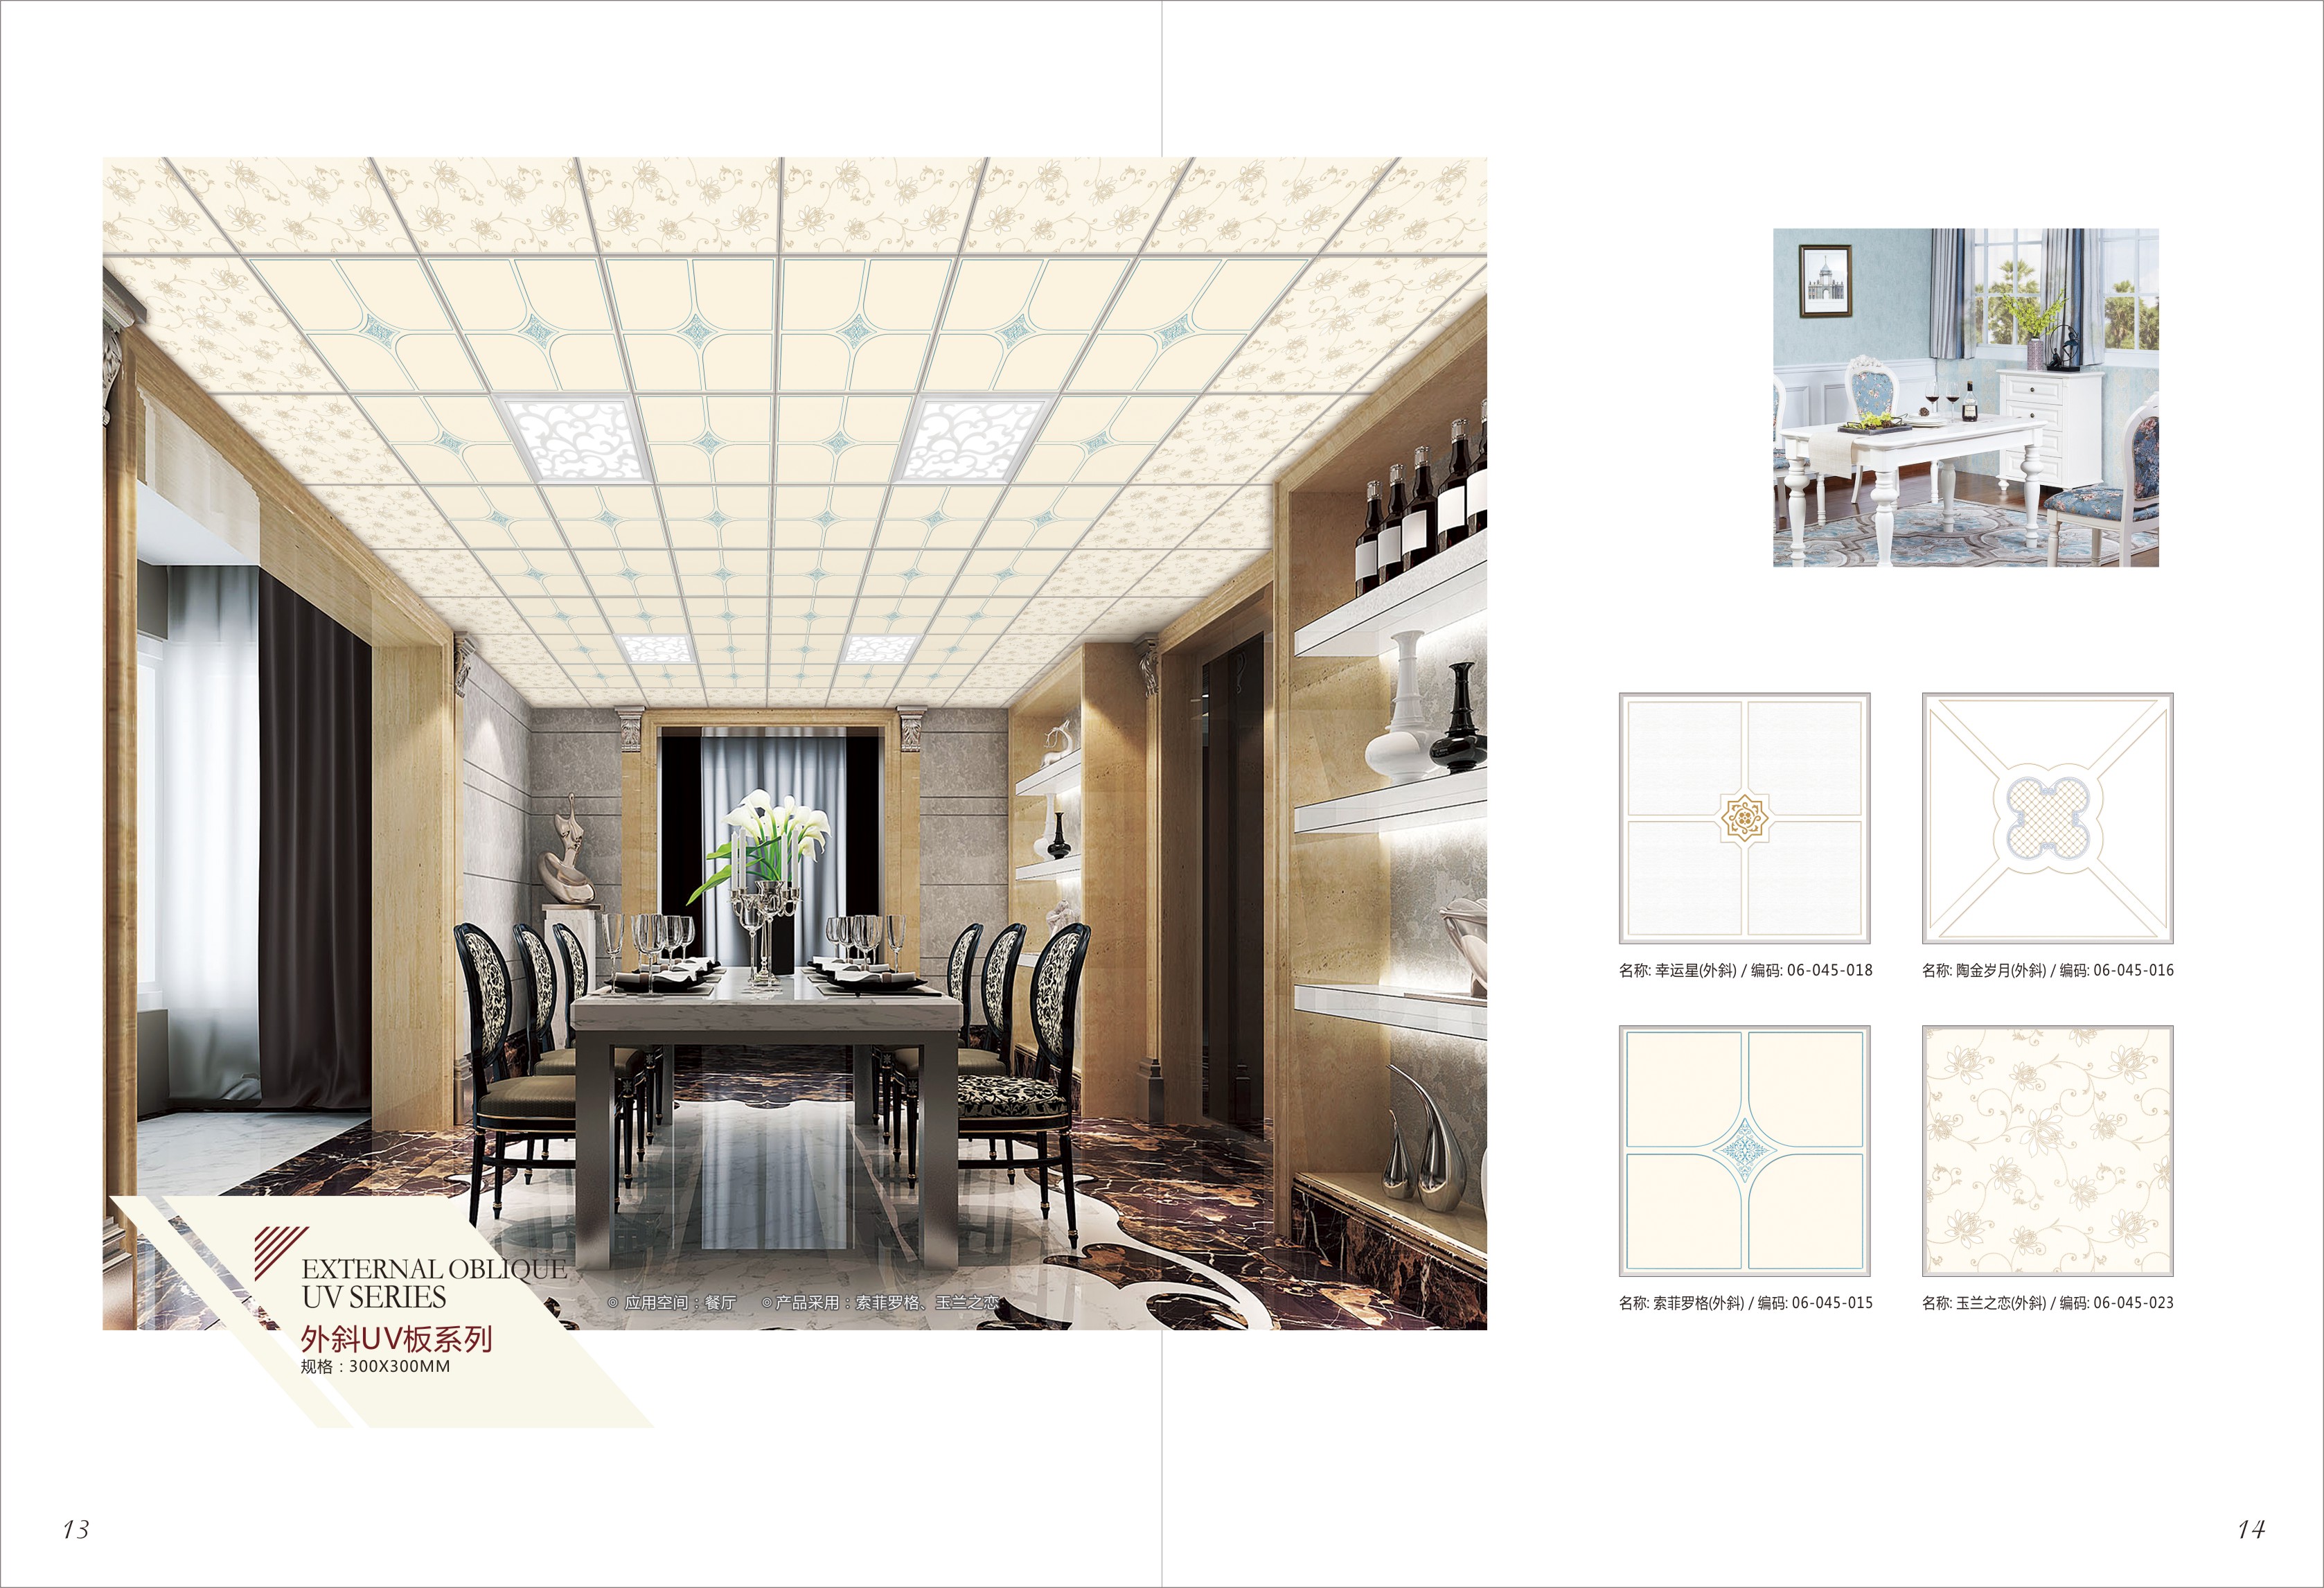 EXTERNAL OBLIQUE
UV SERIES
外斜UV板系列
规格：300X300MM
◎ 应用空间：餐厅 ◎产品采用：索菲罗格、玉兰之恋
名称: 幸运星(外斜) / 编码: 06-045-018
名称: 陶金岁月(外斜) / 编码: 06-045-016
名称: 索菲罗格(外斜) / 编码: 06-045-015
名称: 玉兰之恋(外斜) / 编码: 06-045-023
13
14